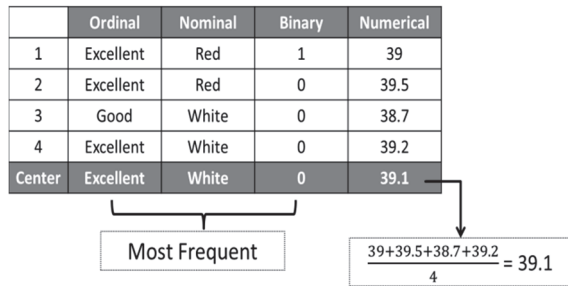 Ordinal Nominal Binary Numerical
1 Excellent Red 1 39
2 Excellent Red 0 39.5
3 Good White 0 38.7
4 Excellent White 0 39.2
Center Excellent White 0 39.1
Most Frequent
39+39.5+38.7+39.2
4
= 39.1